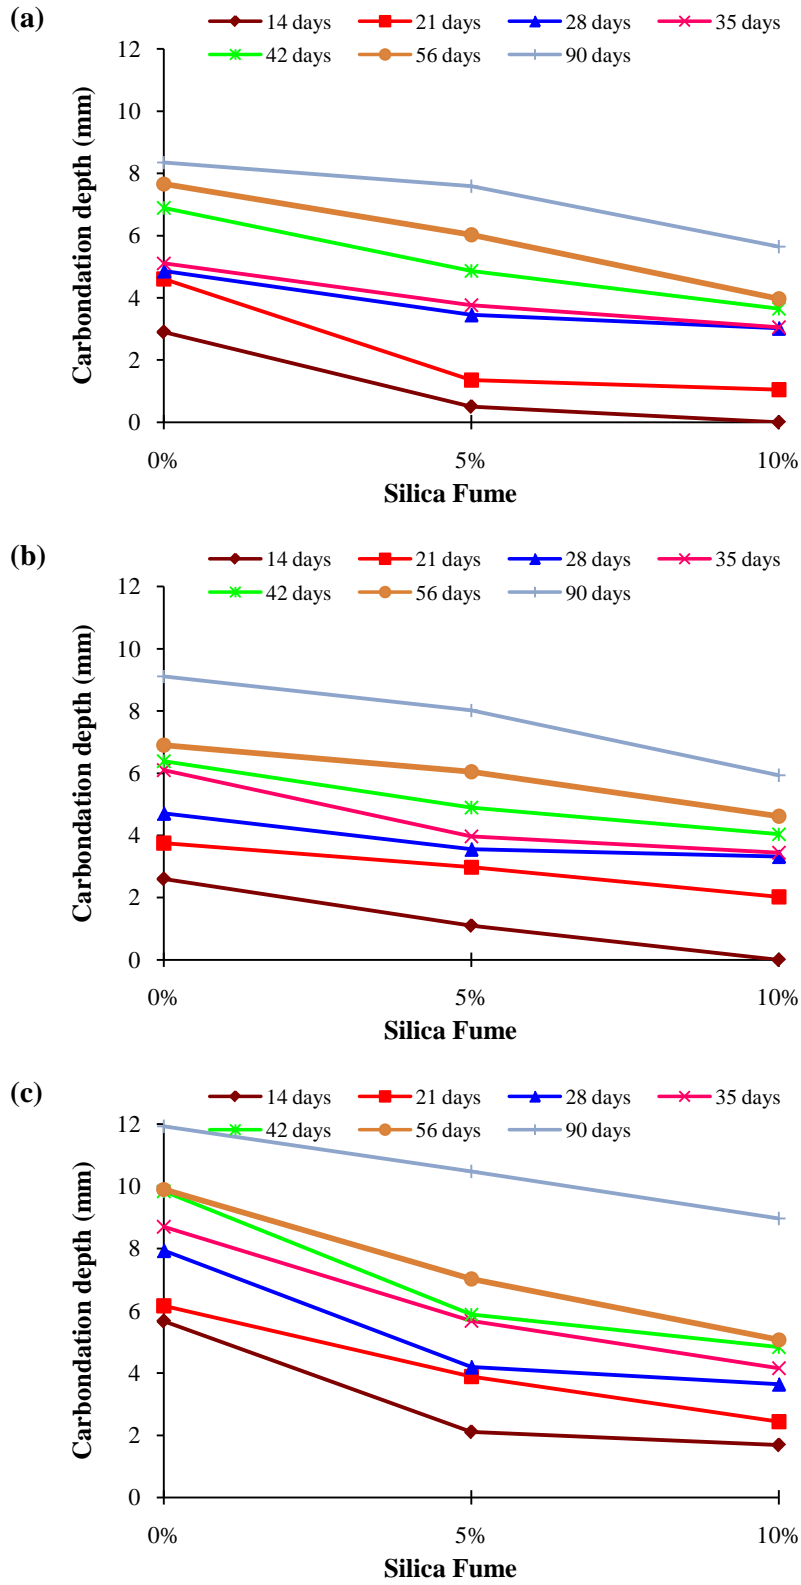 (a)
14 days 21 days 28 days 35 days
42 days 56 days 90 days
12
10
8
6
4
2
0
Carbondation depth (mm)
0% 5% 10%
Silica Fume
(b)
14 days 21 days 28 days 35 days
42 days 56 days 90 days
12
10
8
6
4
2
0
Carbondation depth (mm)
0% 5% 10%
Silica Fume
(c)
14 days 21 days 28 days 35 days
42 days 56 days 90 days
12
10
8
6
4
2
0
Carbondation depth (mm)
0% 5% 10%
Silica Fume